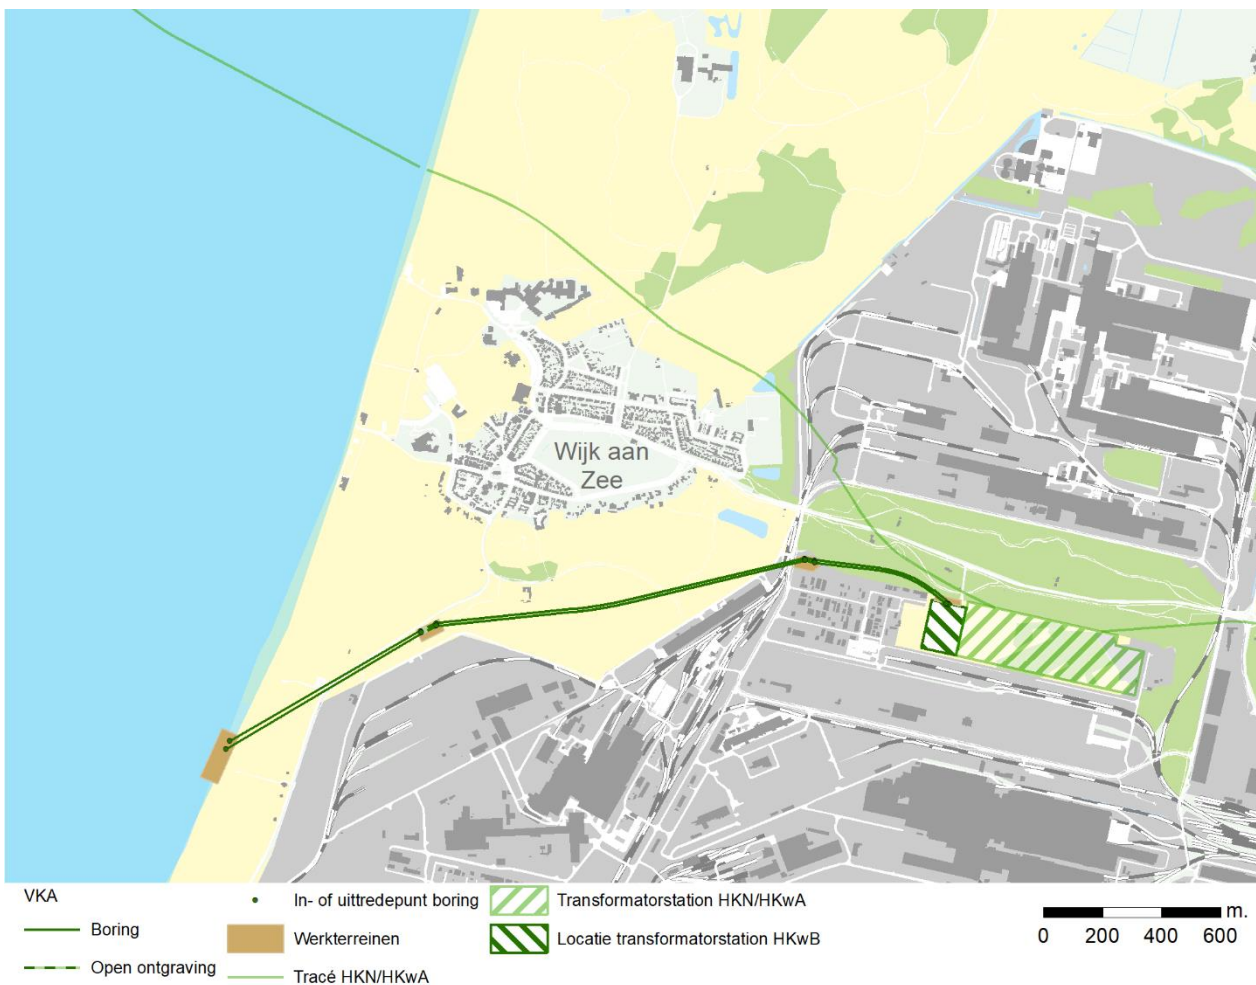 Wijk aan
Zee
VKA
Boring
Open ontgraving
In- of uittredepunt boring
Werkterreinen
Tracé HKN/HKwA
Transformatorstation HKN/HKwA
Locatie transformatorstation HKwB
m.
0 200 400 600